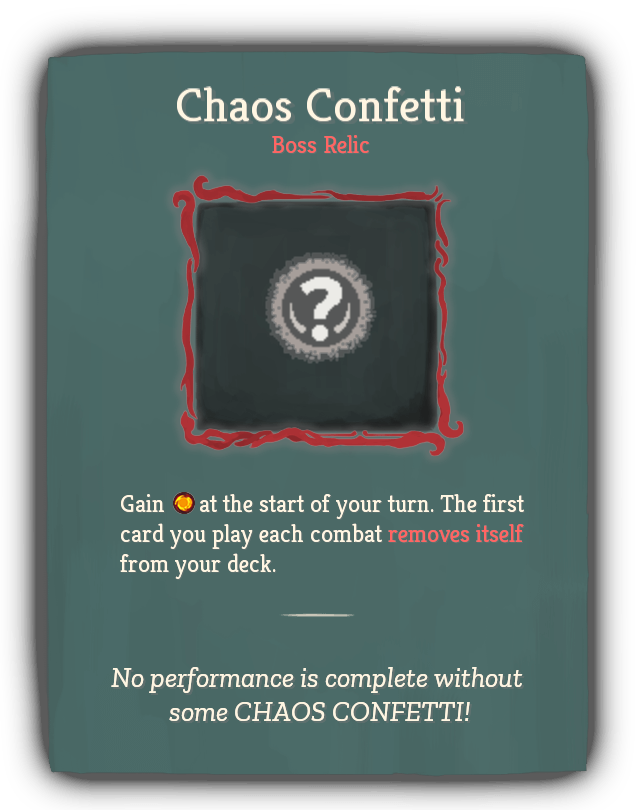 Chaos Confetti
Boss Relic
?
Gain at the start of your turn. The first
card you play each combat removes itself
from your deck.
No performance is complete without
some CHAOS CONFETTI!